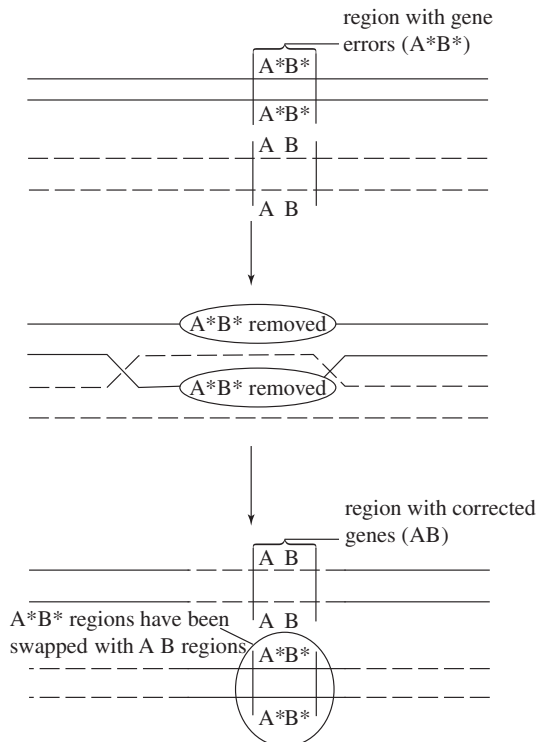 region with gene
errors (A*B*)
A*B*
A*B*
A B
A B
A*B* removed
A*B* removed
region with corrected
genes (AB)
A B
A B
A*B* regions have been
swapped with A B regions
A*B*
A*B*